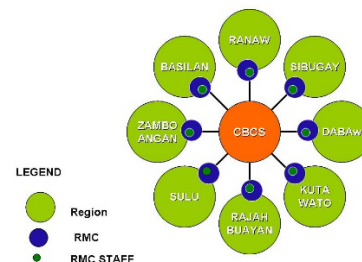 RANAW
BASILAN
SIBUGAY
ZAMBO
ANGAN
CBCS
DABAW
SULU
KUTA
WATO
RAJAH
BUAYAN
LEGEND
Region
RMC
RMC STAFF